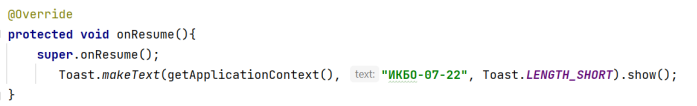 @Override
protected void onResume(){
super.onResume();
Toast.makeText(getApplicationContext(), text: "ИКБО-07-22", Toast.LENGTH_SHORT).show();
}